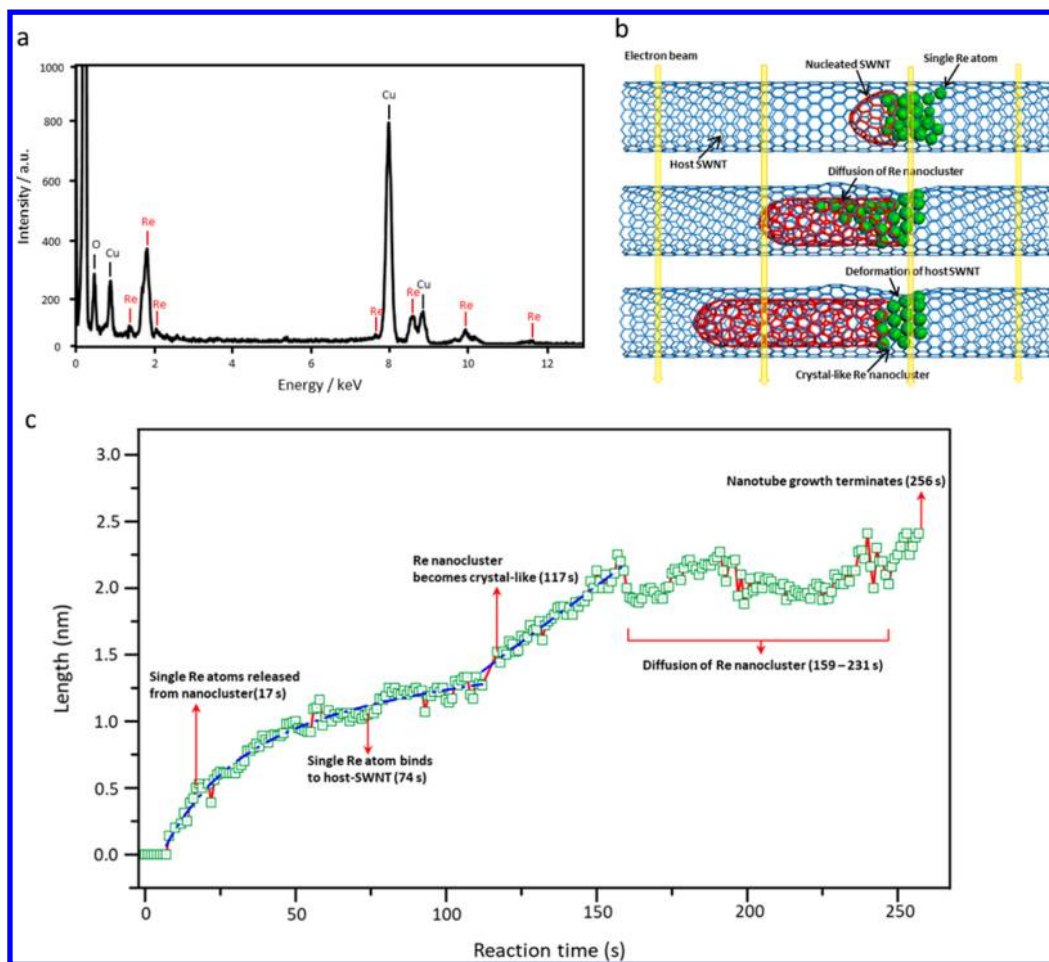 a
1000
800
600
400
200
0
Intensity / a.u.
O
Cu
Re
Re
Re
Cu
Re
Re
Cu
Re
Re
0
2
4
6
8
10
12
Energy / keV
b
Electron beam
Nucleated SWNT
Single Re atom
Host SWNT
Diffusion of Re nanocluster
Deformation of host SWNT
Crystal-like Re nanocluster
c
3.0
2.5
2.0
1.5
1.0
0.5
0.0
Length (nm)
Nanotube growth terminates (256 s)
Re nanocluster
becomes crystal-like (117 s)
Single Re atoms released
from nanocluster (17 s)
Diffusion of Re nanocluster (159 – 231 s)
Single Re atom binds
to host-SWNT (74 s)
0
50
100
150
200
250
Reaction time (s)